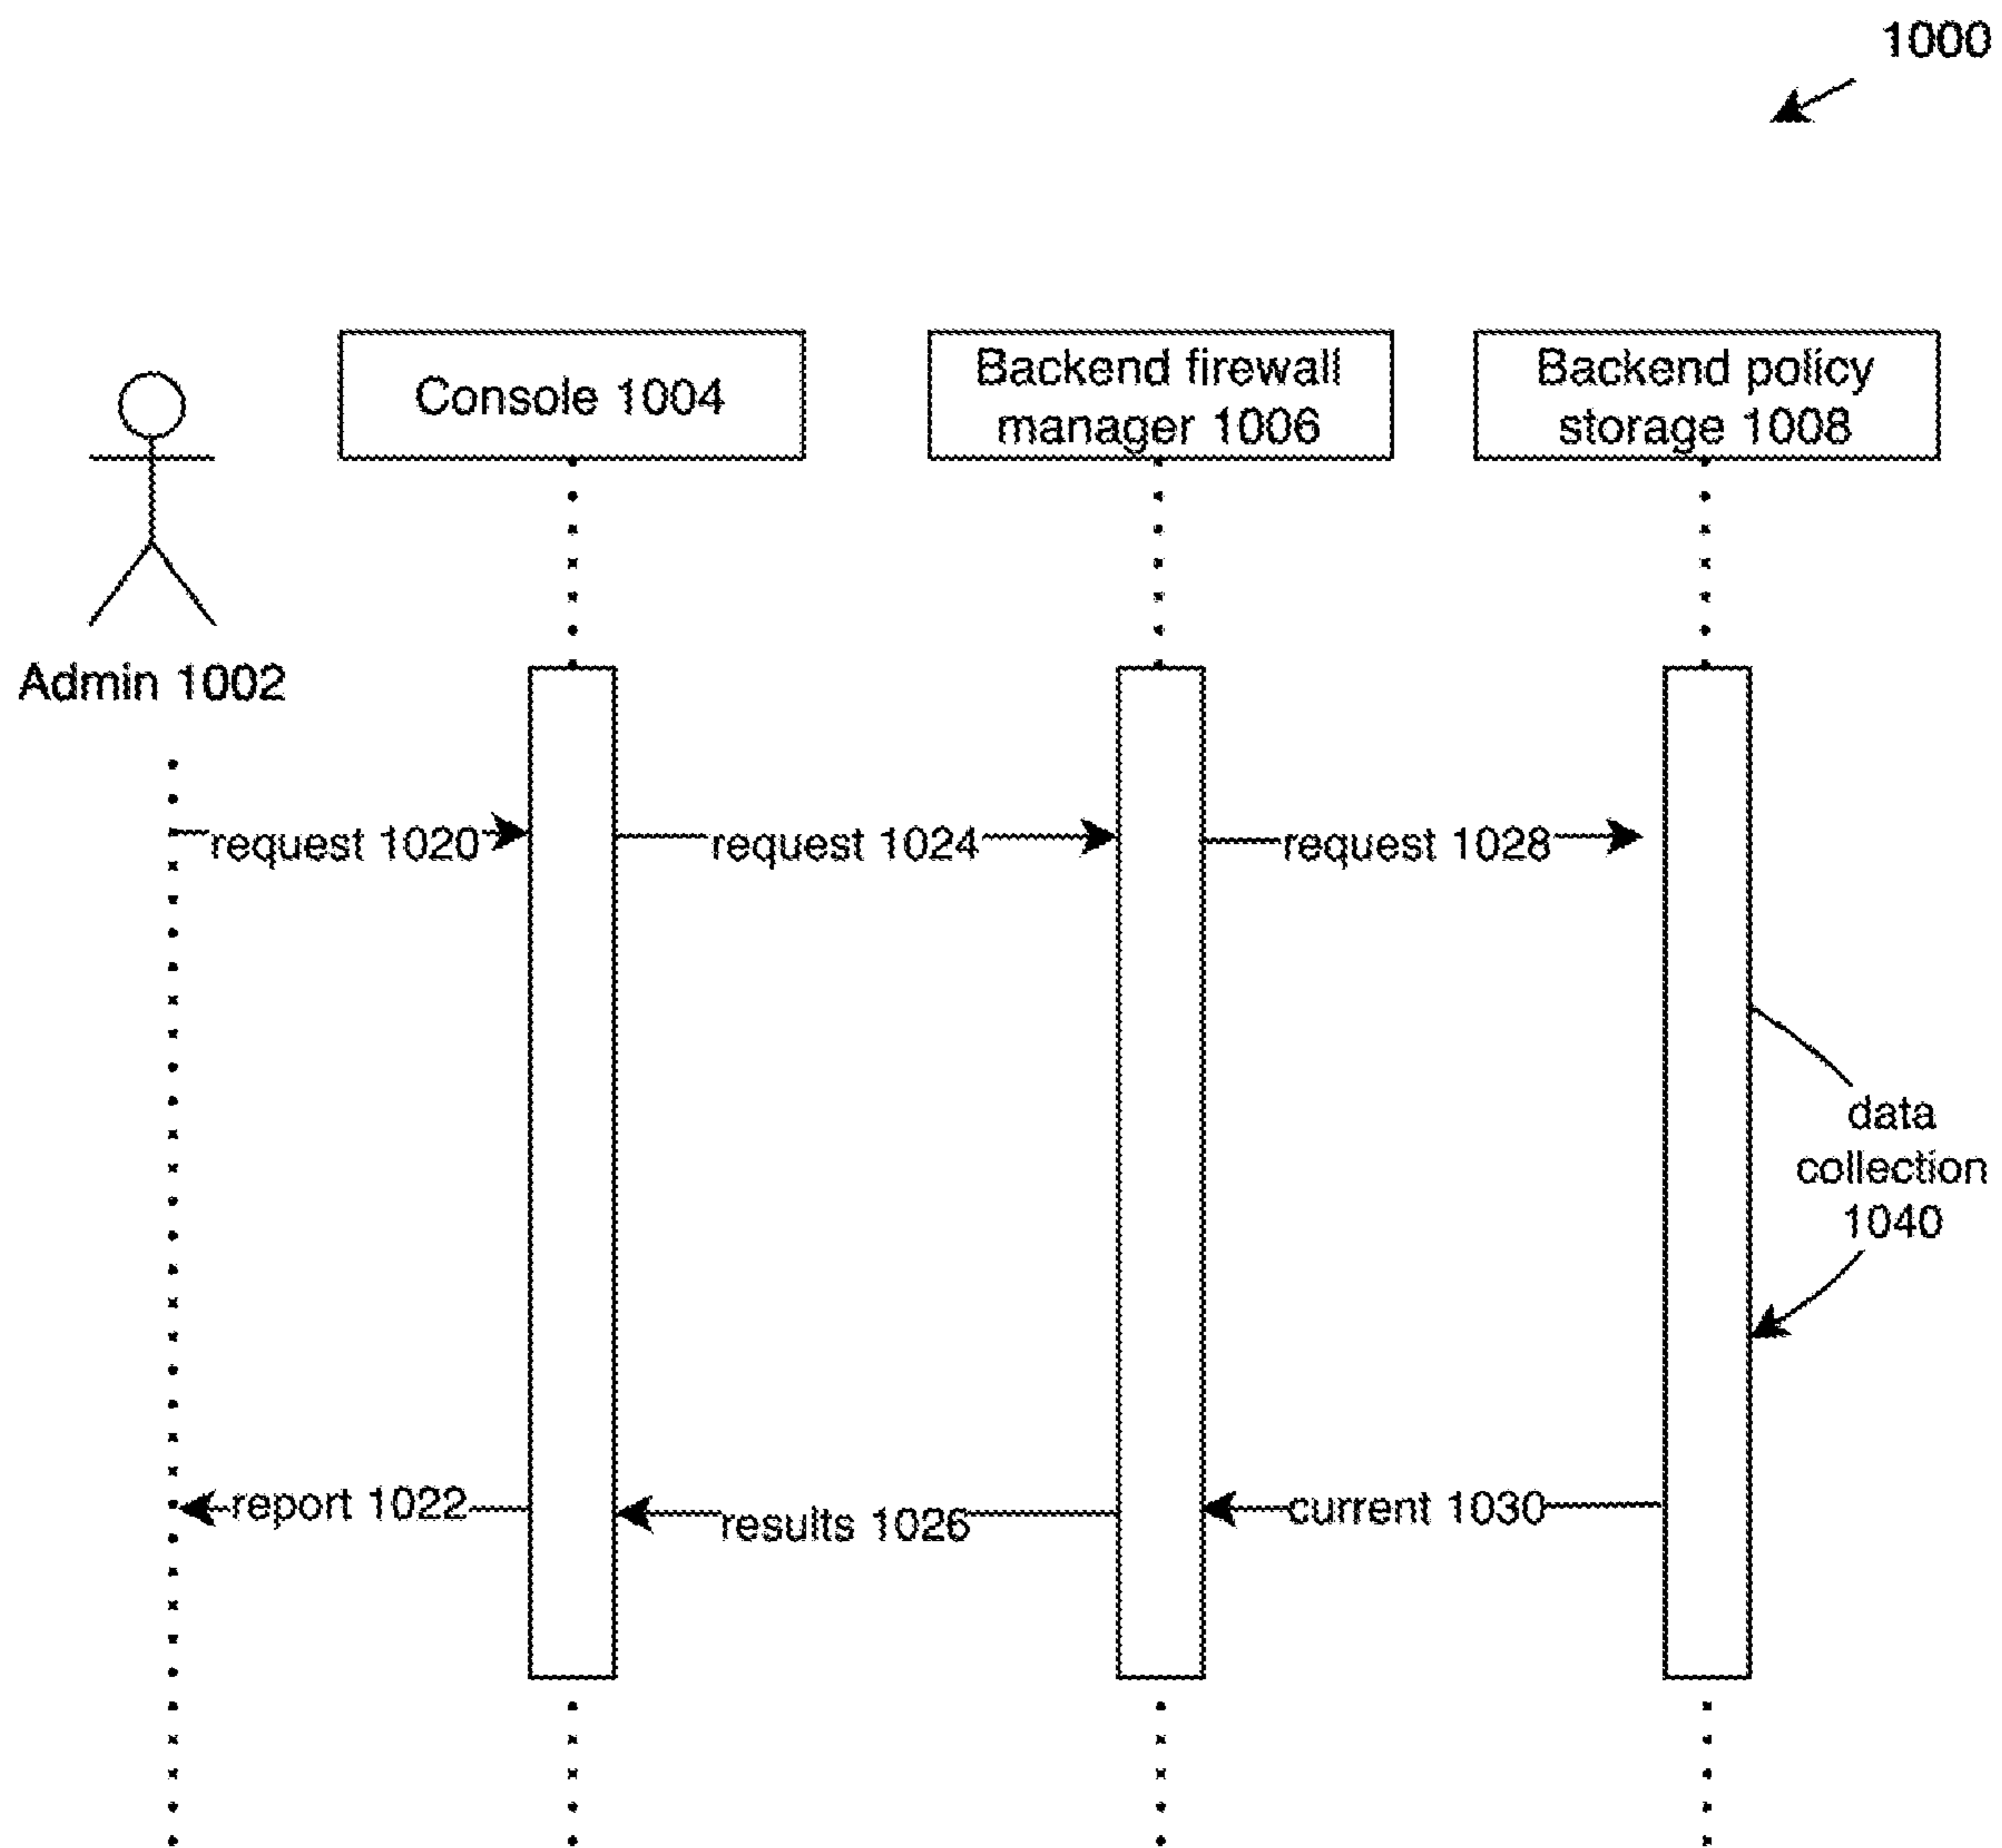 1000
Console 1004
Backend firewall
manager 1006
Backend policy
storage 1008
Admin 1002
request 1020
request 1024
request 1028
data
collection
1040
report 1022
results 1026
current 1030